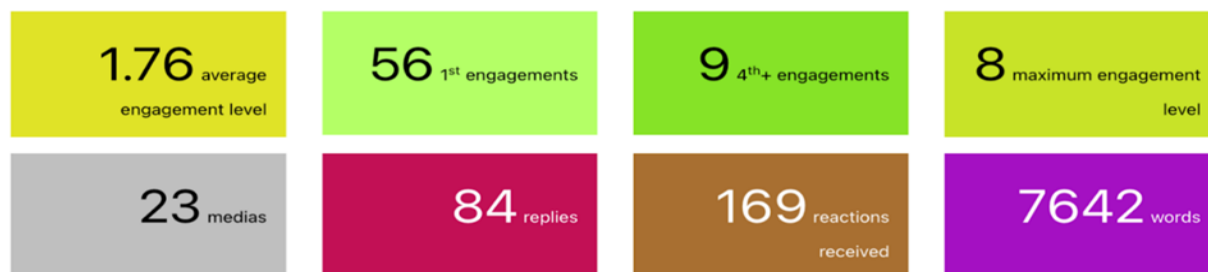 1.76 average
engagement level
56 1st engagements
9 4th+ engagements
8 maximum engagement
level
23 medias
84 replies
169 reactions
received
7642 words